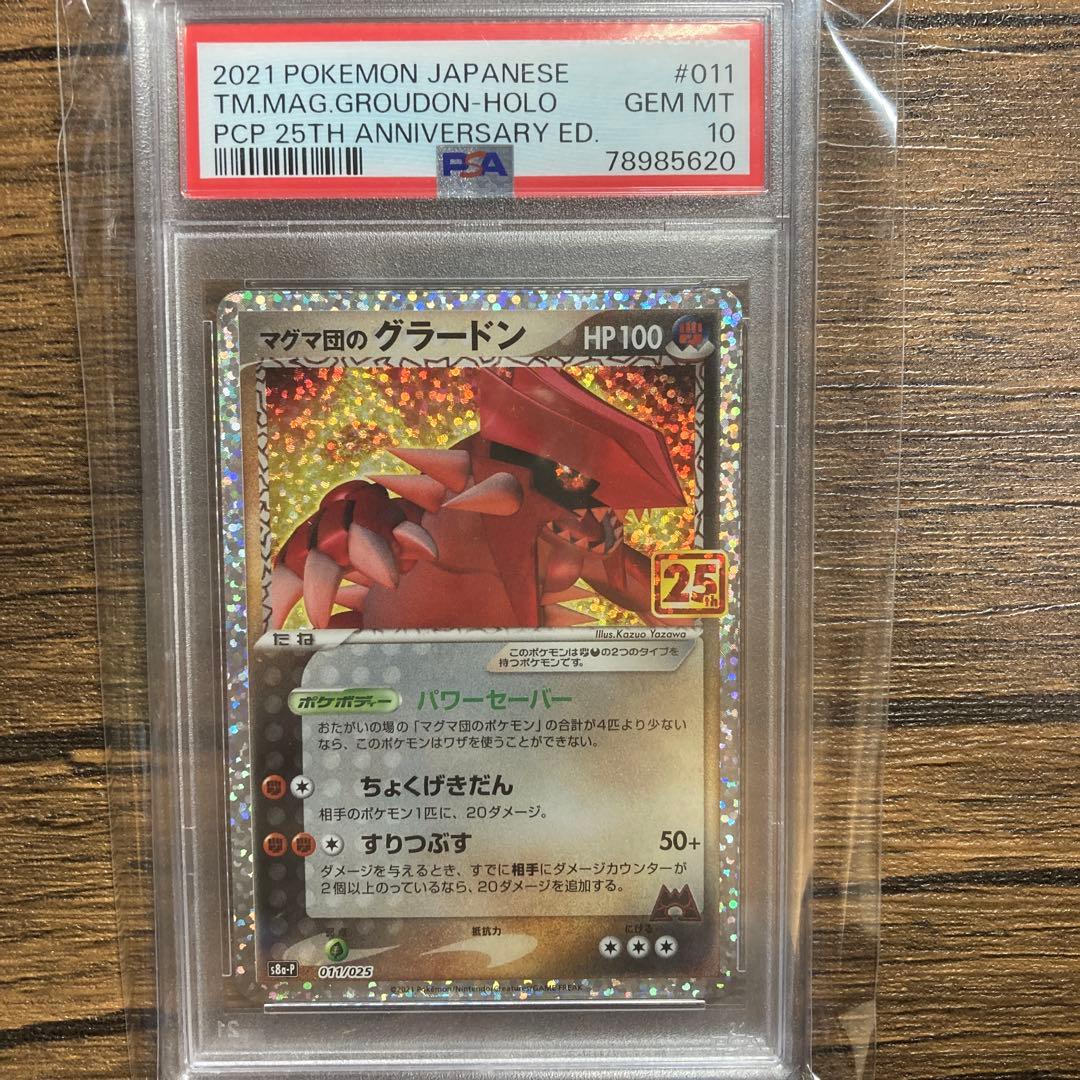 2021 POKEMON JAPANESE #011
TM.MAG.GROUDON-HOLO GEM MT
PCP 25TH ANNIVERSARY ED. 10
PSA 78985620
マグマ団の グラードン HP100
25th
たね Illus.Kazuo Yazawa
このポケモンは闘悪の2つのタイプを
持つポケモンです。
ポケボディー パワーセーバー
おたがいの場の「マグマ団のポケモン」の合計が4匹より少ない
なら、このポケモンはワザを使うことができない。
ちょくげきだん
相手のポケモン1匹に、20ダメージ。
すりつぶす 50+
ダメージを与えるとき、すでに相手にダメージカウンターが
2個以上のっているなら、20ダメージを追加する。
弱点 抵抗力 にげる
s8a-P 011/025
©2021 Pokémon/Nintendo/Creatures/GAME FREAK